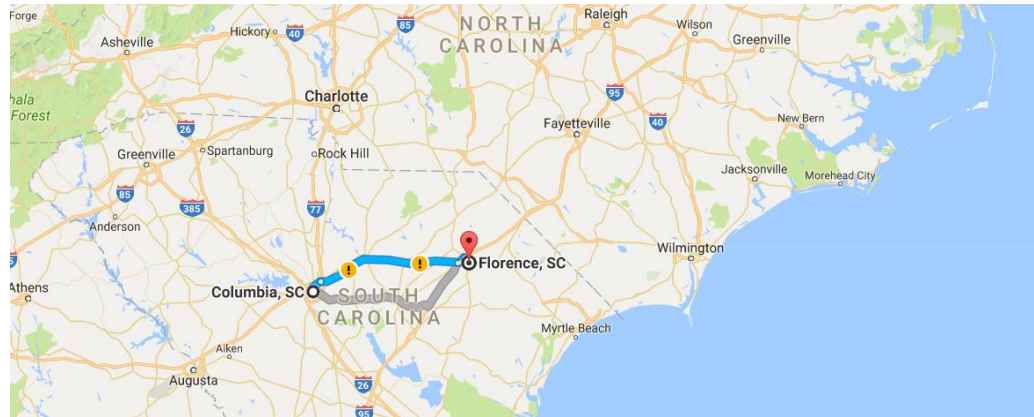 Forge
Asheville
Hickory
40
85
NORTH
CAROLINA
Raleigh
Wilson
Greenville
hala
Forest
Charlotte
95
26
Fayetteville
40
New Bern
Greenville
Spartanburg
Rock Hill
Jacksonville
Morehead City
85
385
77
Anderson
Wilmington
!
!
Florence, SC
Athens
Columbia, SC
SOUTH
CAROLINA
Myrtle Beach
Aiken
Augusta
26
95